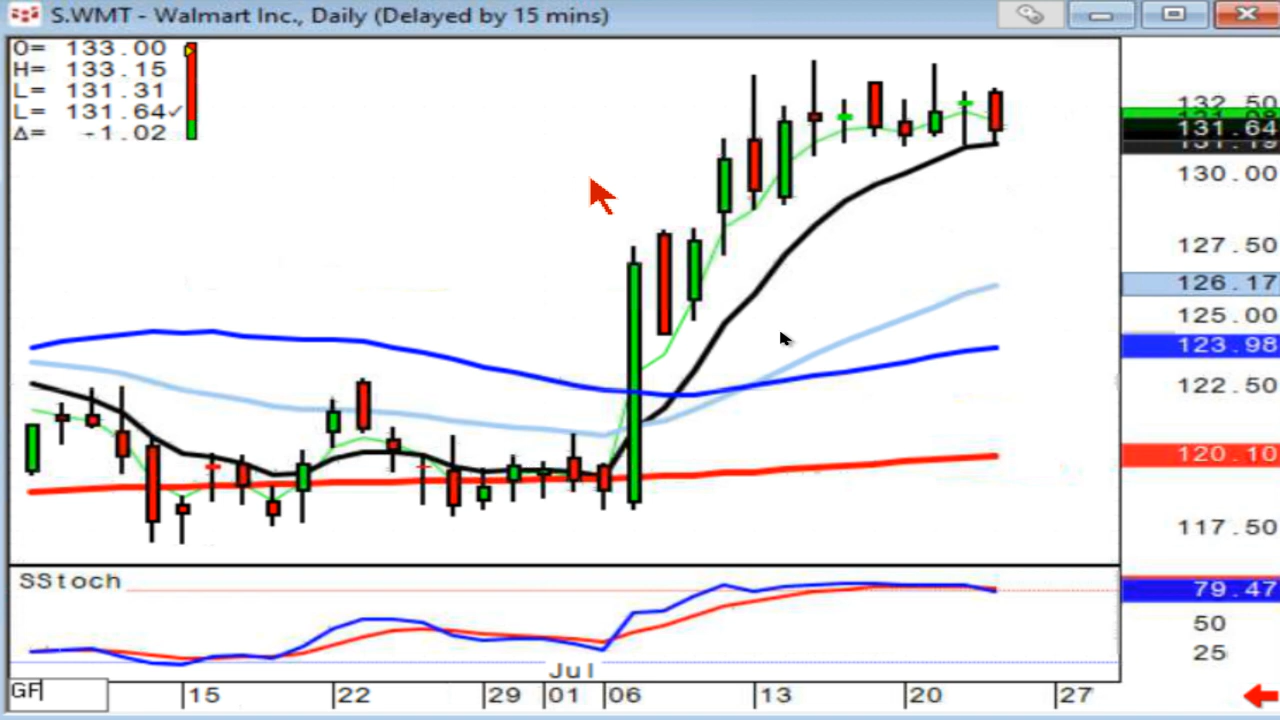 S.WMT - Walmart Inc., Daily (Delayed by 15 mins)
O= 133.00
H= 133.15
L= 131.31
L= 131.64✓
Δ= -1.02
132.50
131.64
130.00
127.50
126.17
125.00
123.98
122.50
120.10
117.50
SStoch
79.47
50
25
Jul
GF
15 22 29 01 06 13 20 27